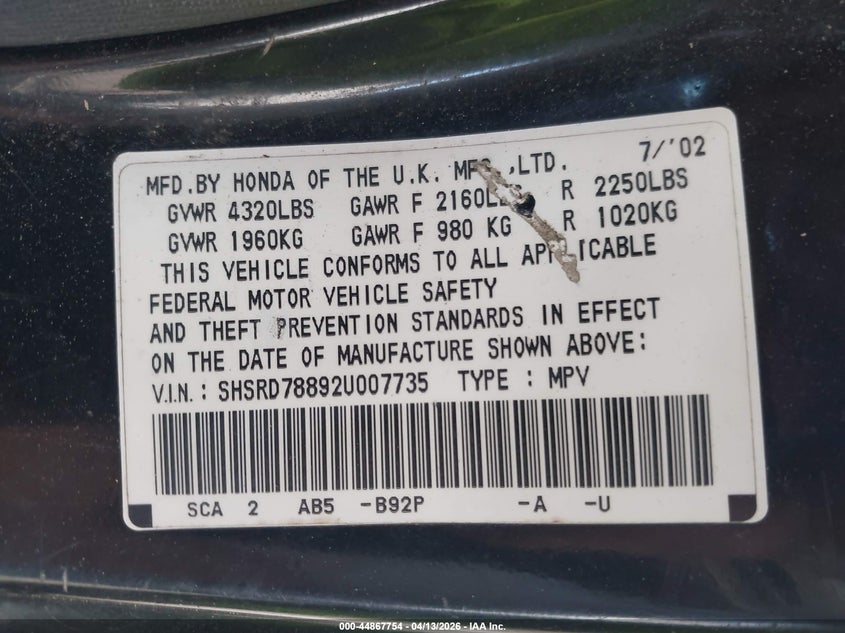 MFD.BY HONDA OF THE U.K. MFG.,LTD. 7/'02
GVWR 4320LBS GAWR F 2160L R 2250LBS
GVWR 1960KG GAWR F 980 KG R 1020KG
THIS VEHICLE CONFORMS TO ALL APPLICABLE
FEDERAL MOTOR VEHICLE SAFETY
AND THEFT PREVENTION STANDARDS IN EFFECT
ON THE DATE OF MANUFACTURE SHOWN ABOVE:
V.I.N.: SHSRD78892U007735 TYPE : MPV
SCA 2 AB5 -B92P -A -U
000-44867754 - 04/13/2026 - IAA Inc.